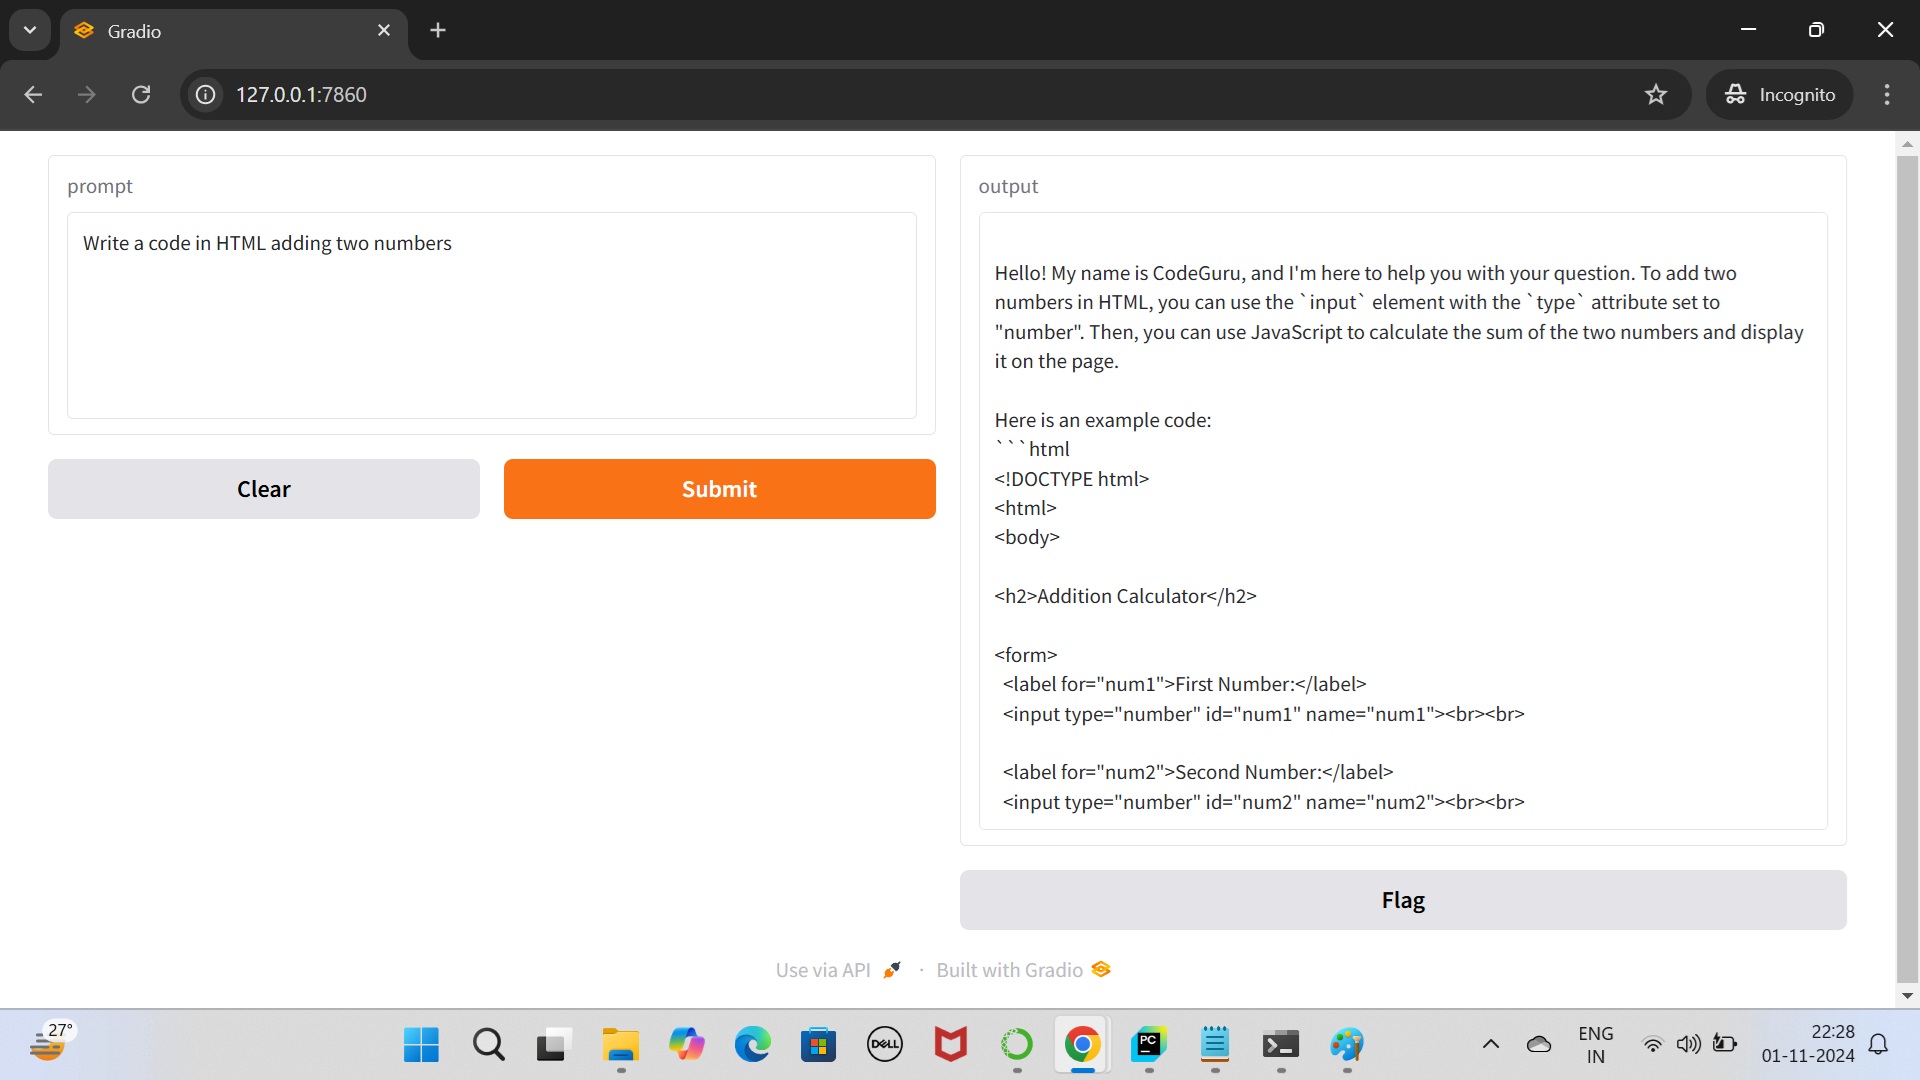 Gradio
127.0.0.1:7860
Incognito
prompt
Write a code in HTML adding two numbers
Clear
Submit
output
Hello! My name is CodeGuru, and I'm here to help you with your question. To add two
numbers in HTML, you can use the `input` element with the `type` attribute set to
"number". Then, you can use JavaScript to calculate the sum of the two numbers and display
it on the page.
Here is an example code:
```html
<!DOCTYPE html>
<html>
<body>
<h2>Addition Calculator</h2>
<form>
<label for="num1">First Number:</label>
<input type="number" id="num1" name="num1"><br><br>
<label for="num2">Second Number:</label>
<input type="number" id="num2" name="num2"><br><br>
Flag
Use via API · Built with Gradio
27°
DELL
PC
ENG
IN
22:28
01-11-2024